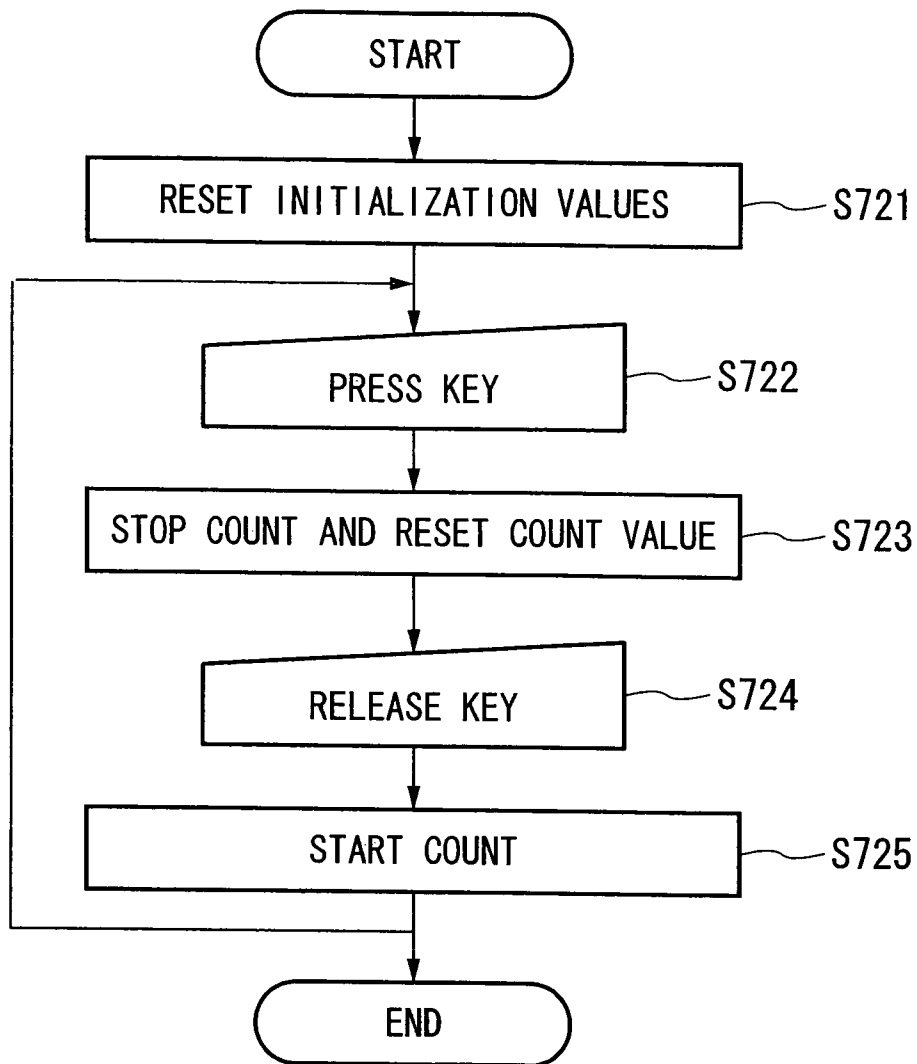 START
RESET INITIALIZATION VALUES
S721
PRESS KEY
S722
STOP COUNT AND RESET COUNT VALUE
S723
RELEASE KEY
S724
START COUNT
S725
END